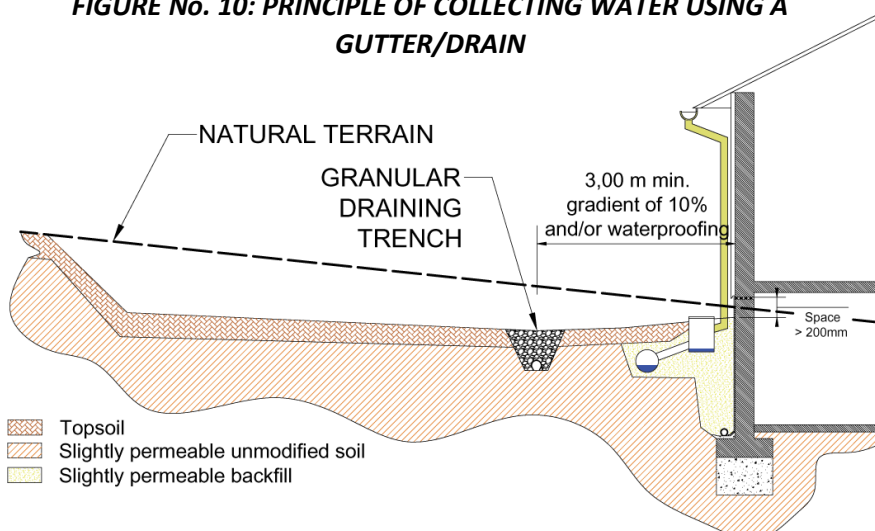 FIGURE No. 10: PRINCIPLE OF COLLECTING WATER USING A
GUTTER/DRAIN
NATURAL TERRAIN
GRANULAR
DRAINING
TRENCH
3,00 m min.
gradient of 10%
and/or waterproofing
Space
> 200mm
Topsoil
Slightly permeable unmodified soil
Slightly permeable backfill